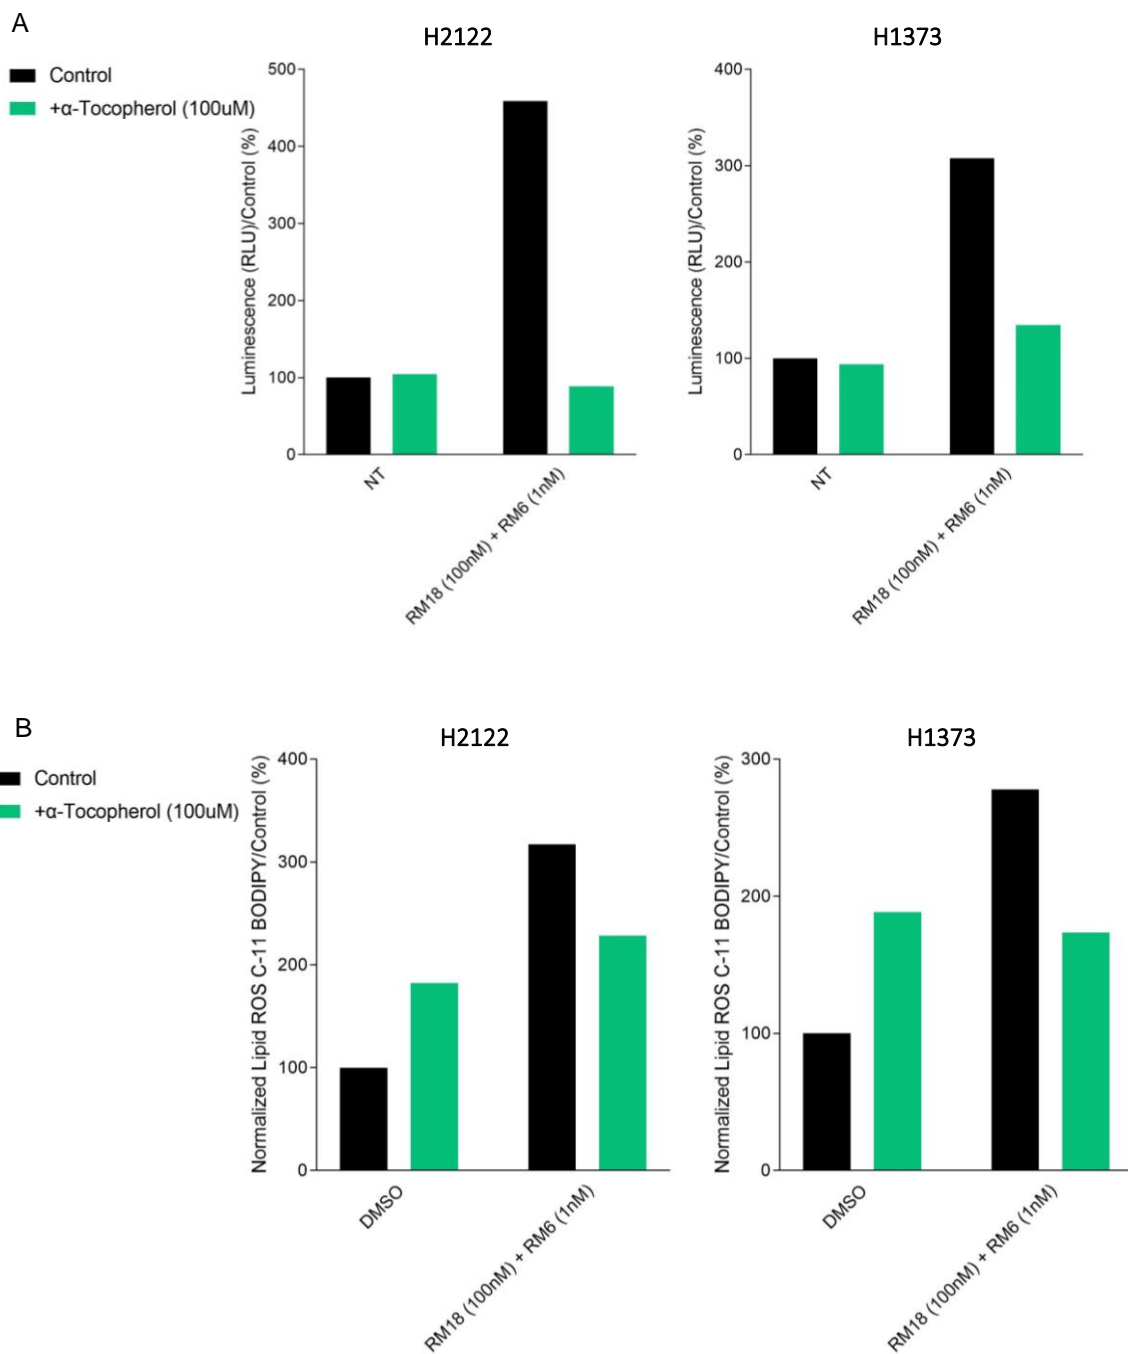 A
H2122
H1373
Control
+α-Tocopherol (100uM)
Luminescence (RLU)/Control (%)
500
400
300
200
100
0
NT
RM18 (100nM) + RM6 (1nM)
Luminescence (RLU)/Control (%)
400
300
200
100
0
NT
RM18 (100nM) + RM6 (1nM)
B
H2122
H1373
Control
+α-Tocopherol (100uM)
Normalized Lipid ROS C-11 BODIPY/Control (%)
400
300
200
100
0
DMSO
RM18 (100nM) + RM6 (1nM)
Normalized Lipid ROS C-11 BODIPY/Control (%)
300
200
100
0
DMSO
RM18 (100nM) + RM6 (1nM)